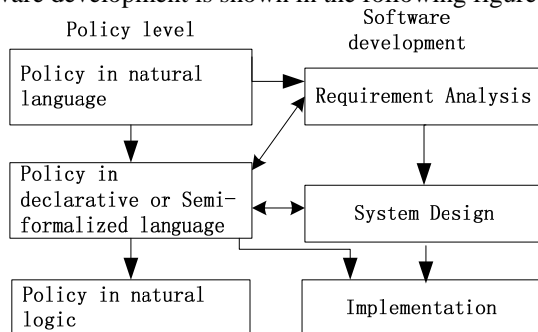 ware development is shown in the following figure
Policy level
Software
development
Policy in natural
language
Requirement Analysis
Policy in
declarative or Semi-
formalized language
System Design
Policy in natural
logic
Implementation